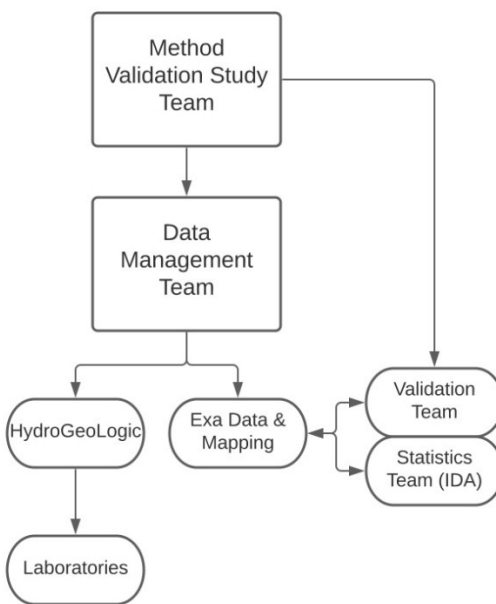 Method
Validation Study
Team
Data
Management
Team
HydroGeoLogic
Exa Data &
Mapping
Validation
Team
Statistics
Team (IDA)
Laboratories